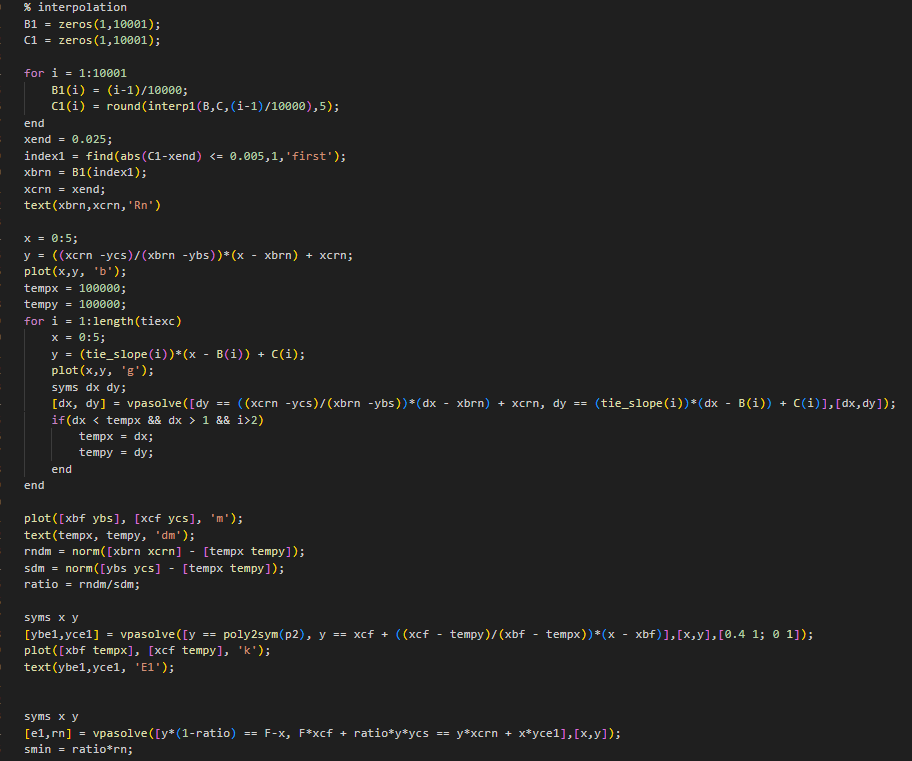 % interpolation
B1 = zeros(1,10001);
C1 = zeros(1,10001);
for i = 1:10001
B1(i) = (i-1)/10000;
C1(i) = round(interp1(B,C,(i-1)/10000),5);
end
xend = 0.025;
index1 = find(abs(C1-xend) <= 0.005,1,'first');
xbrn = B1(index1);
xcrn = xend;
text(xbrn,xcrn,'Rn')
x = 0:5;
y = ((xcrn -ycs)/(xbrn -ybs))*(x - xbrn) + xcrn;
plot(x,y, 'b');
tempx = 100000;
tempy = 100000;
for i = 1:length(tiexc)
x = 0:5;
y = (tie_slope(i))*(x - B(i)) + C(i);
plot(x,y, 'g');
syms dx dy;
[dx, dy] = vpasolve([dy == ((xcrn -ycs)/(xbrn -ybs))*(dx - xbrn) + xcrn, dy == (tie_slope(i))*(dx - B(i)) + C(i)],[dx,dy]);
if(dx < tempx && dx > 1 && i>2)
tempx = dx;
tempy = dy;
end
end
plot([xbf ybs], [xcf ycs], 'm');
text(tempx, tempy, 'dm');
rndm = norm([xbrn xcrn] - [tempx tempy]);
sdm = norm([ybs ycs] - [tempx tempy]);
ratio = rndm/sdm;
syms x y
[ybe1,yce1] = vpasolve([y == poly2sym(p2), y == xcf + ((xcf - tempy)/(xbf - tempx))*(x - xbf)],[x,y],[0.4 1; 0 1]);
plot([xbf tempx], [xcf tempy], 'k');
text(ybe1,yce1, 'E1');
syms x y
[e1,rn] = vpasolve([y*(1-ratio) == F-x, F*xcf + ratio*y*ycs == y*xcrn + x*yce1],[x,y]);
smin = ratio*rn;